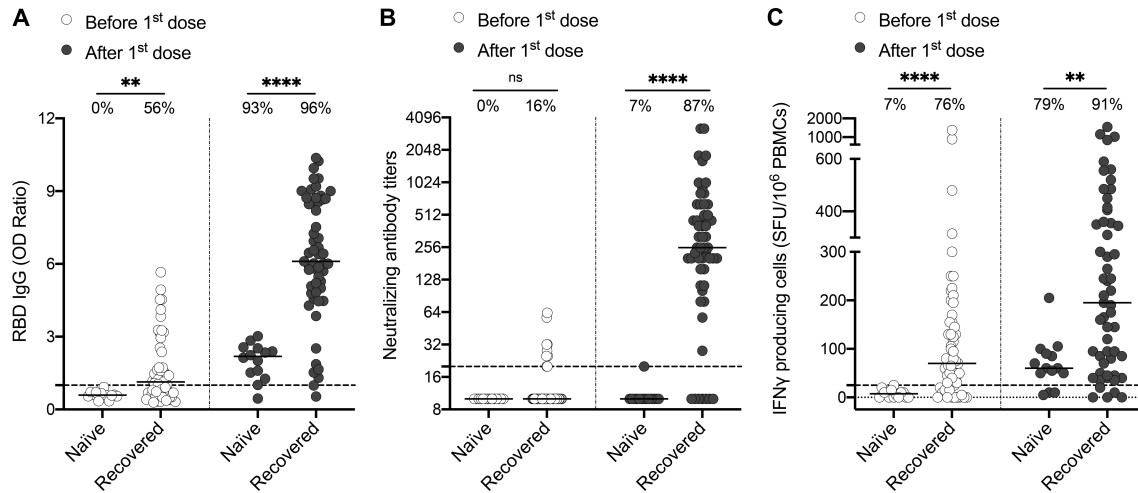 A
○ Before 1st dose
● After 1st dose
** ****
0% 56% 93% 96%
12
9
6
3
0
RBD IgG (OD Ratio)
Naïve Recovered Naïve Recovered
B
○ Before 1st dose
● After 1st dose
ns ****
0% 16% 7% 87%
4096
2048
1024
512
256
128
64
32
16
8
Neutralizing antibody titers
Naïve Recovered Naïve Recovered
C
○ Before 1st dose
● After 1st dose
**** **
7% 76% 79% 91%
2000
1000
600
400
300
200
100
0
IFNγ producing cells (SFU/10⁶ PBMCs)
Naïve Recovered Naïve Recovered